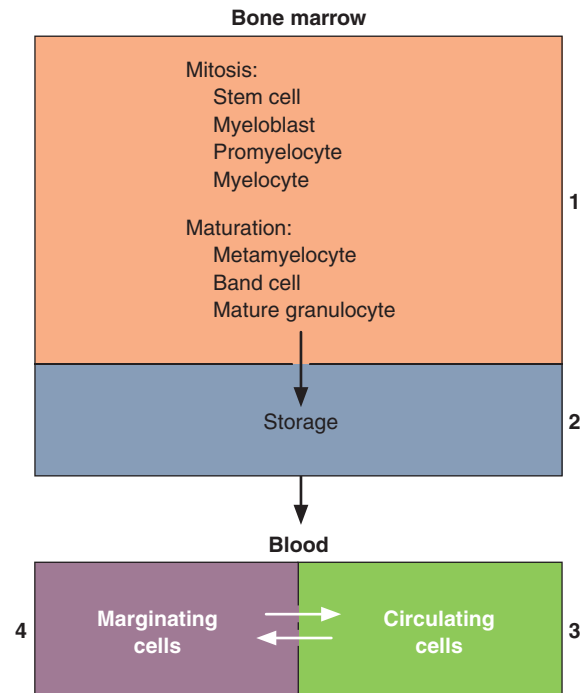 Bone marrow
Mitosis:
Stem cell
Myeloblast
Promyelocyte
Myelocyte
1
Maturation:
Metamyelocyte
Band cell
Mature granulocyte
Storage
2
Blood
4
Marginating
cells
Circulating
cells
3